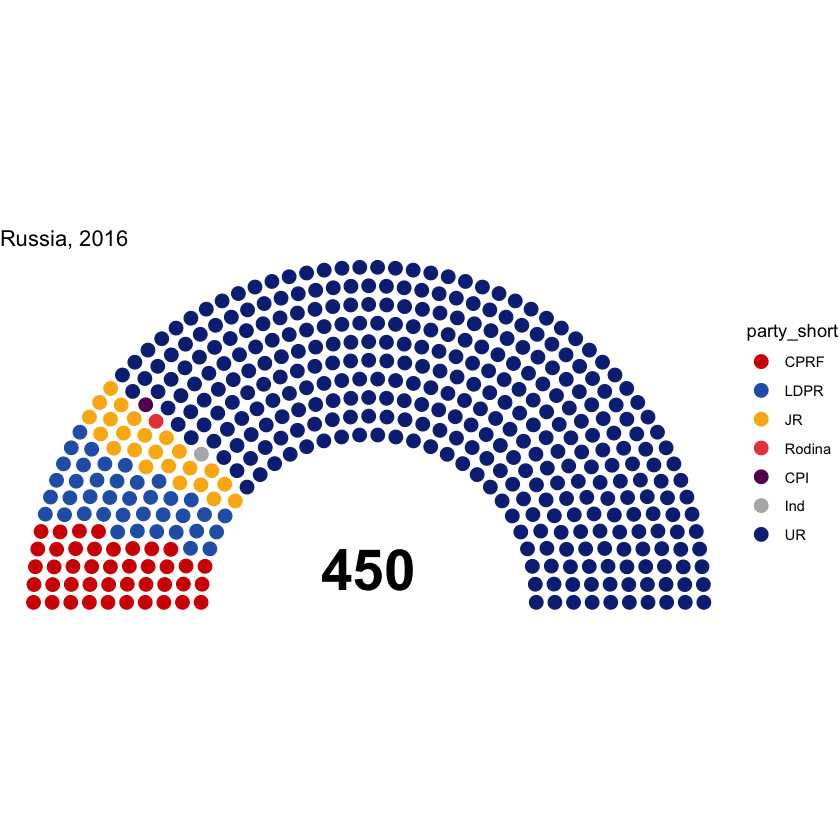 Russia, 2016
party_short
CPRF
LDPR
JR
Rodina
CPI
Ind
UR
450